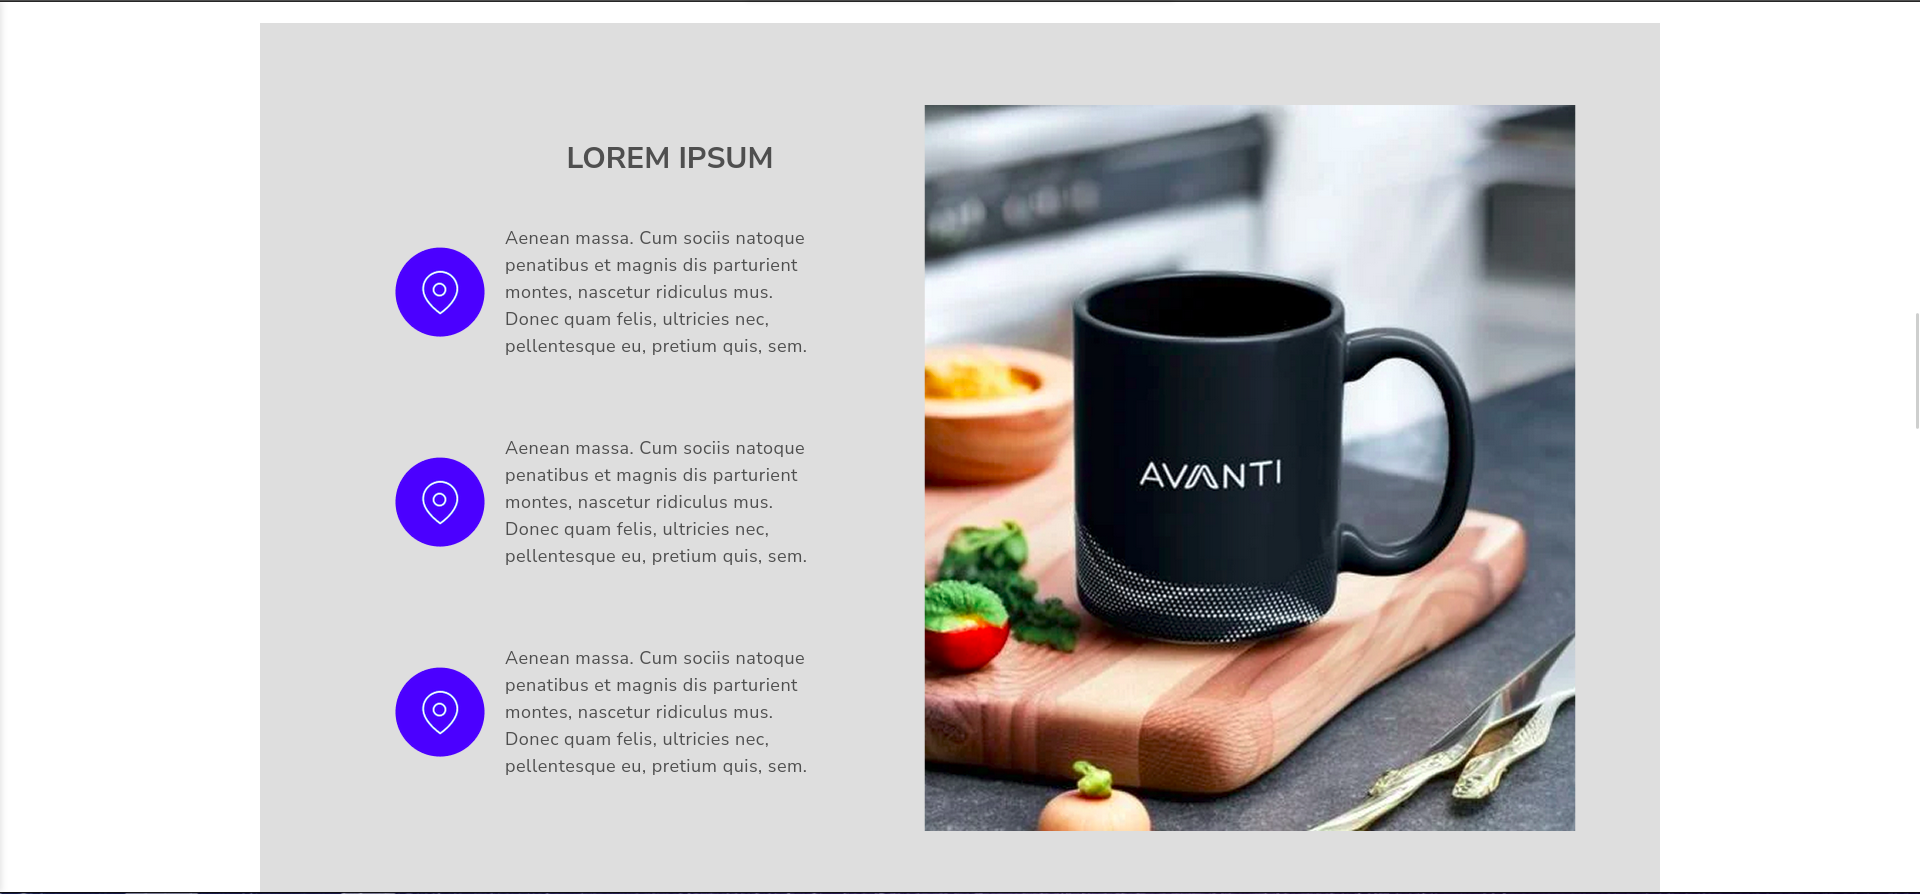 LOREM IPSUM
Aenean massa. Cum sociis natoque
penatibus et magnis dis parturient
montes, nascetur ridiculus mus.
Donec quam felis, ultricies nec,
pellentesque eu, pretium quis, sem.
Aenean massa. Cum sociis natoque
penatibus et magnis dis parturient
montes, nascetur ridiculus mus.
Donec quam felis, ultricies nec,
pellentesque eu, pretium quis, sem.
Aenean massa. Cum sociis natoque
penatibus et magnis dis parturient
montes, nascetur ridiculus mus.
Donec quam felis, ultricies nec,
pellentesque eu, pretium quis, sem.
AVANTI